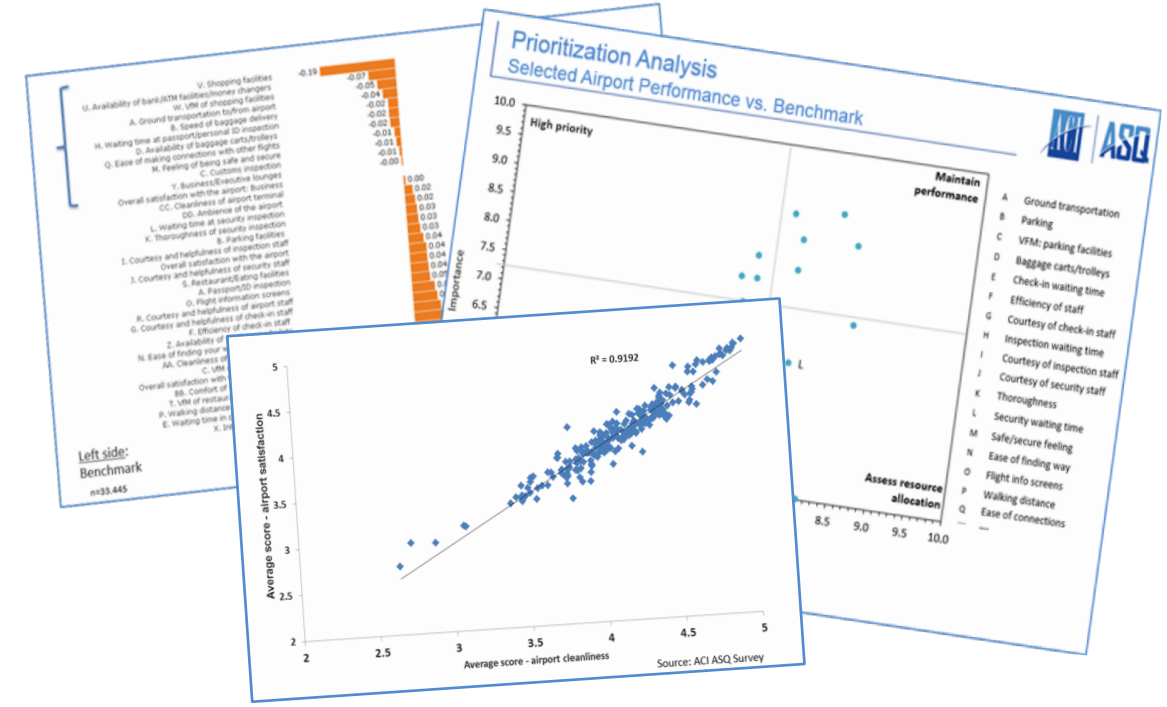 V. Shopping facilities
U. Availability of bank/ATM facilities/money changers
W. VfM of shopping facilities
A. Ground transportation to/from airport
B. Speed of baggage delivery
H. Waiting time at passport/personal ID inspection
D. Availability of baggage carts/trolleys
Q. Ease of making connections with other flights
M. Feeling of being safe and secure
C. Customs inspection
Y. Business/Executive lounges
Overall satisfaction with the airport: Business
CC. Cleanliness of airport terminal
DD. Ambience of the airport
L. Waiting time at security inspection
K. Thoroughness of security inspection
B. Parking facilities
I. Courtesy and helpfulness of inspection staff
Overall satisfaction with the airport
J. Courtesy and helpfulness of security staff
S. Restaurant/Eating facilities
A. Passport/ID inspection
O. Flight information screens
R. Courtesy and helpfulness of airport staff
G. Courtesy and helpfulness of check-in staff
F. Efficiency of check-in staff
Z. Availability of
N. Ease of finding your
AA. Cleanliness of
C. VfM
Overall satisfaction with
BB. Comfort of
T. VfM of
P. Walking distance
E. Waiting time in
-0.19
-0.07
-0.05
-0.04
-0.02
-0.02
-0.02
-0.01
-0.01
-0.01
-0.00
0.00
0.02
0.02
0.03
0.03
0.03
0.04
0.04
0.04
0.04
Left side:
Benchmark
n=33.445
Prioritization Analysis
Selected Airport Performance vs. Benchmark
ACI ASQ
10.0
9.5
9.0
8.5
8.0
7.5
7.0
6.5
Importance
High priority
Maintain
performance
L
Assess resource
allocation
8.5
9.0
9.5
10.0
A Ground transportation
B Parking
C VFM: parking facilities
D Baggage carts/trolleys
E Check-in waiting time
F Efficiency of staff
G Courtesy of check-in staff
H Inspection waiting time
I Courtesy of inspection staff
J Courtesy of security staff
K Thoroughness
L Security waiting time
M Safe/secure feeling
N Ease of finding way
O Flight info screens
P Walking distance
Q Ease of connections
R² = 0.9192
5
4.5
4
3.5
3
2.5
2
Average score - airport satisfaction
2
2.5
3
3.5
4
4.5
5
Average score - airport cleanliness
Source: ACI ASQ Survey